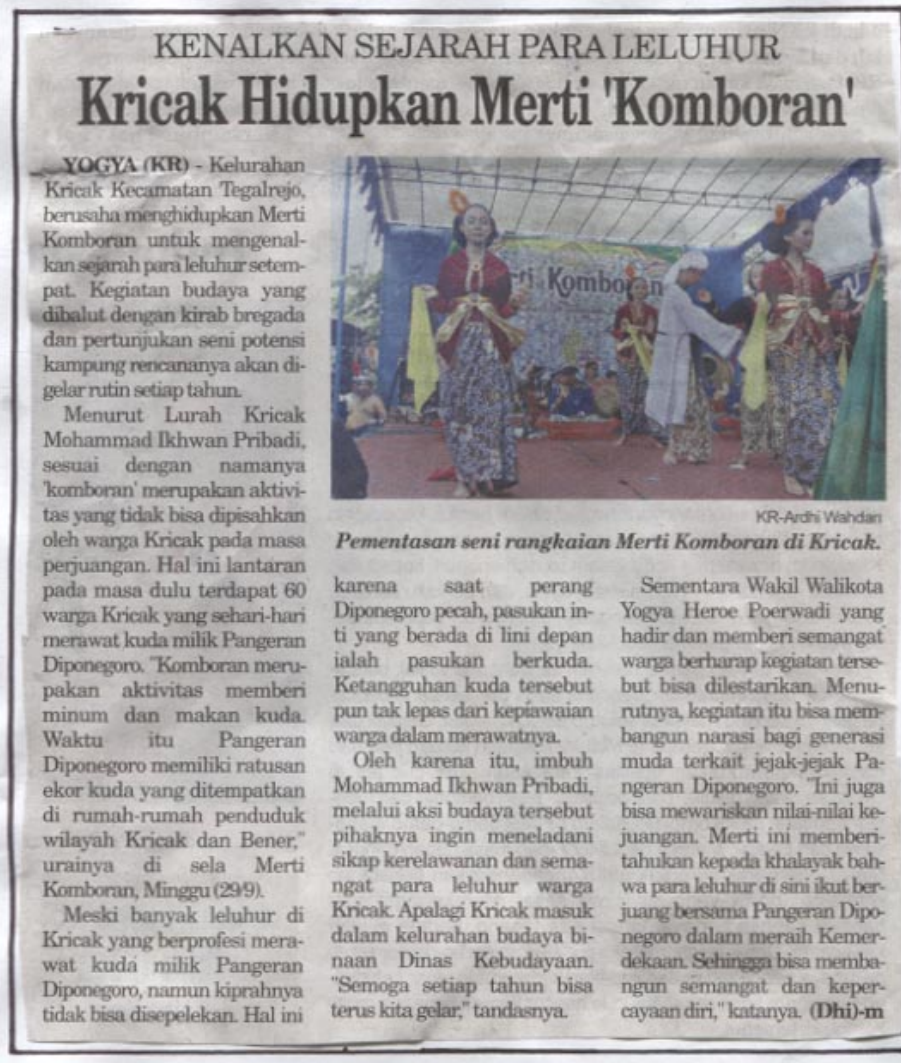 KENALKAN SEJARAH PARA LELUHUR
Kricak Hidupkan Merti 'Komboran'
YOGYA (KR) - Kelurahan
Kricak Kecamatan Tegalrejo,
berusaha menghidupkan Merti
Komboran untuk mengenal-
kan sejarah para leluhur setem-
pat. Kegiatan budaya yang
dibalut dengan kirab bregada
dan pertunjukan seni potensi
kampung rencananya akan di-
gelar rutin setiap tahun.
Menurut Lurah Kricak
Mohammad Ikhwan Pribadi,
sesuai dengan namanya
'komboran' merupakan aktivi-
tas yang tidak bisa dipisahkan
oleh warga Kricak pada masa
perjuangan. Hal ini lantaran
pada masa dulu terdapat 60
warga Kricak yang sehari-hari
merawat kuda milik Pangeran
Diponegoro. "Komboran meru-
pakan aktivitas memberi
minum dan makan kuda.
Waktu itu Pangeran
Diponegoro memiliki ratusan
ekor kuda yang ditempatkan
di rumah-rumah penduduk
wilayah Kricak dan Bener,"
urainya di sela Merti
Komboran, Minggu (29/9).
Meski banyak leluhur di
Kricak yang berprofesi mera-
wat kuda milik Pangeran
Diponegoro, namun kiprahnya
tidak bisa disepelekan. Hal ini
Merti Komboran
KR-Ardhi Wahdan
Pementasan seni rangkaian Merti Komboran di Kricak.
karena saat perang
Diponegoro pecah, pasukan in-
ti yang berada di lini depan
ialah pasukan berkuda.
Ketangguhan kuda tersebut
pun tak lepas dari kepiawaian
warga dalam merawatnya.
Oleh karena itu, imbuh
Mohammad Ikhwan Pribadi,
melalui aksi budaya tersebut
pihaknya ingin meneladani
sikap kerelawanan dan sema-
ngat para leluhur warga
Kricak. Apalagi Kricak masuk
dalam kelurahan budaya bi-
naan Dinas Kebudayaan.
"Semoga setiap tahun bisa
terus kita gelar," tandasnya.
Sementara Wakil Walikota
Yogya Heroe Poerwadi yang
hadir dan memberi semangat
warga berharap kegiatan terse-
but bisa dilestarikan. Menu-
rutnya, kegiatan itu bisa mem-
bangun narasi bagi generasi
muda terkait jejak-jejak Pa-
ngeran Diponegoro. "Ini juga
bisa mewariskan nilai-nilai ke-
juangan. Merti ini memberi-
tahukan kepada khalayak bah-
wa para leluhur di sini ikut ber-
juang bersama Pangeran Dipo-
negoro dalam meraih Kemer-
dekaan. Sehingga bisa memba-
ngun semangat dan keper-
cayaan diri," katanya. (Dhi)-m